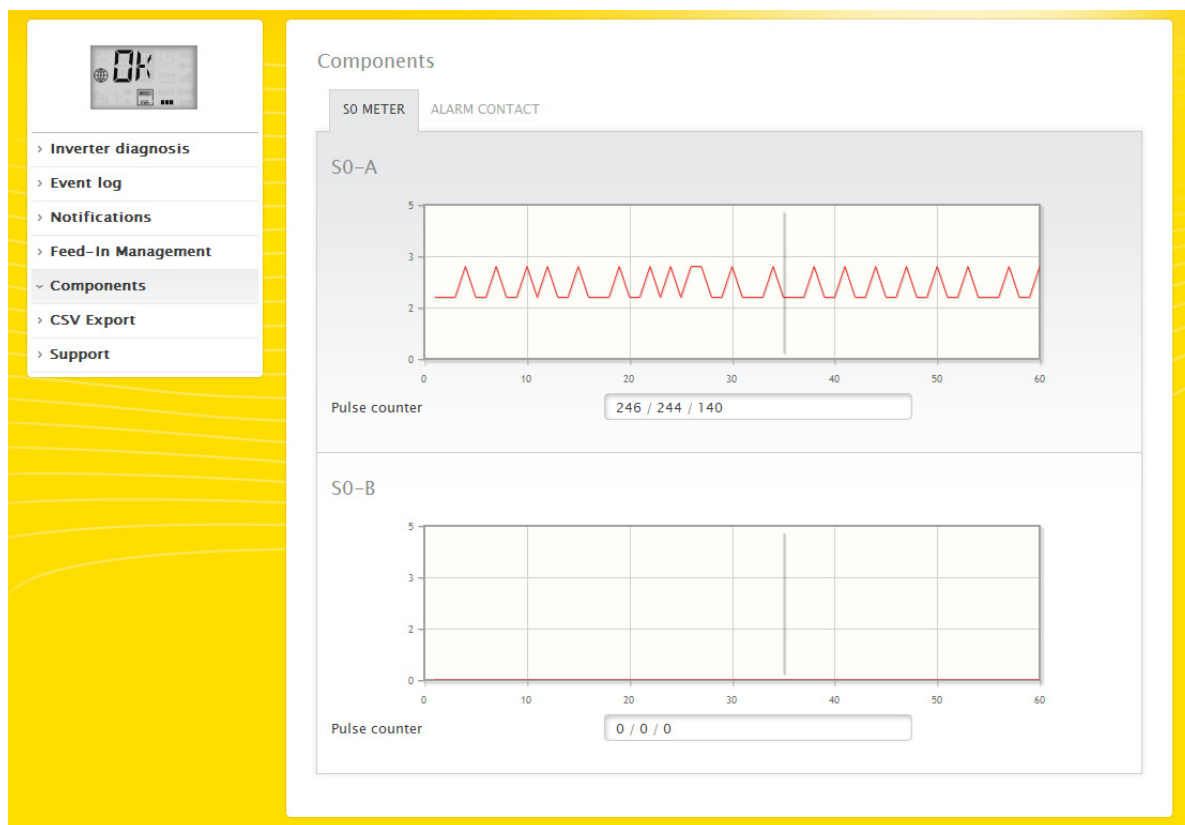 OK
Inverter diagnosis
Event log
Notifications
Feed-In Management
Components
CSV Export
Support
Components
S0 METER ALARM CONTACT
S0-A
5
3
2
0
0 10 20 30 40 50 60
Pulse counter 246 / 244 / 140
S0-B
5
3
2
0
0 10 20 30 40 50 60
Pulse counter 0 / 0 / 0